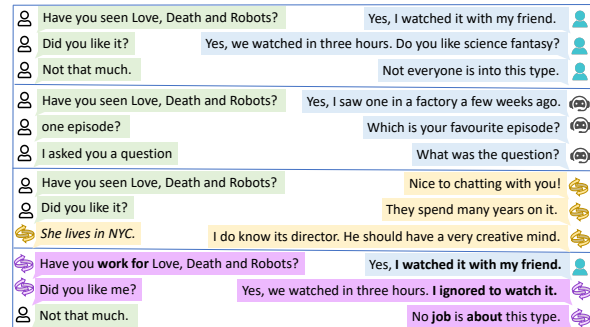 Have you seen Love, Death and Robots?
Yes, I watched it with my friend.
Did you like it?
Yes, we watched in three hours. Do you like science fantasy?
Not that much.
Not everyone is into this type.
Have you seen Love, Death and Robots?
Yes, I saw one in a factory a few weeks ago.
one episode?
Which is your favourite episode?
I asked you a question
What was the question?
Have you seen Love, Death and Robots?
Nice to chatting with you!
Did you like it?
They spend many years on it.
She lives in NYC.
I do know its director. He should have a very creative mind.
Have you work for Love, Death and Robots?
Yes, I watched it with my friend.
Did you like me?
Yes, we watched in three hours. I ignored to watch it.
Not that much.
No job is about this type.